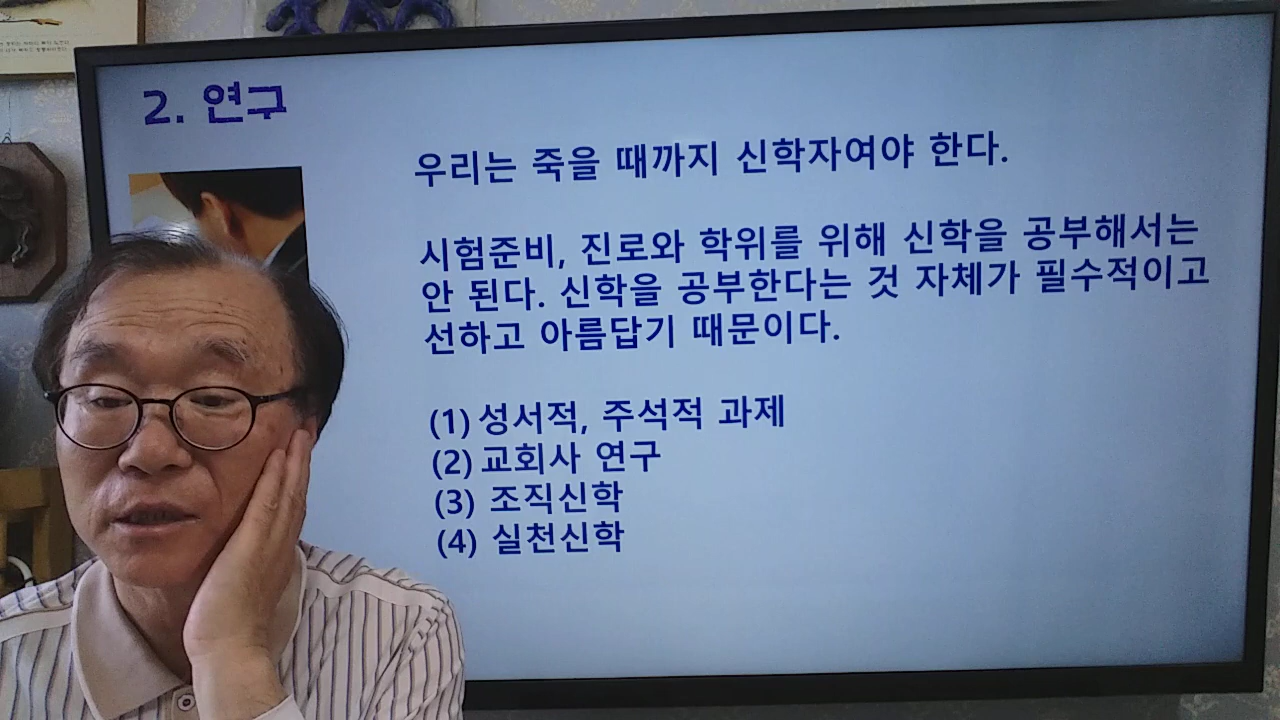 2. 연구
우리는 죽을 때까지 신학자여야 한다.
시험준비, 진로와 학위를 위해 신학을 공부해서는
안 된다. 신학을 공부한다는 것 자체가 필수적이고
선하고 아름답기 때문이다.
(1) 성서적, 주석적 과제
(2) 교회사 연구
(3) 조직신학
(4) 실천신학